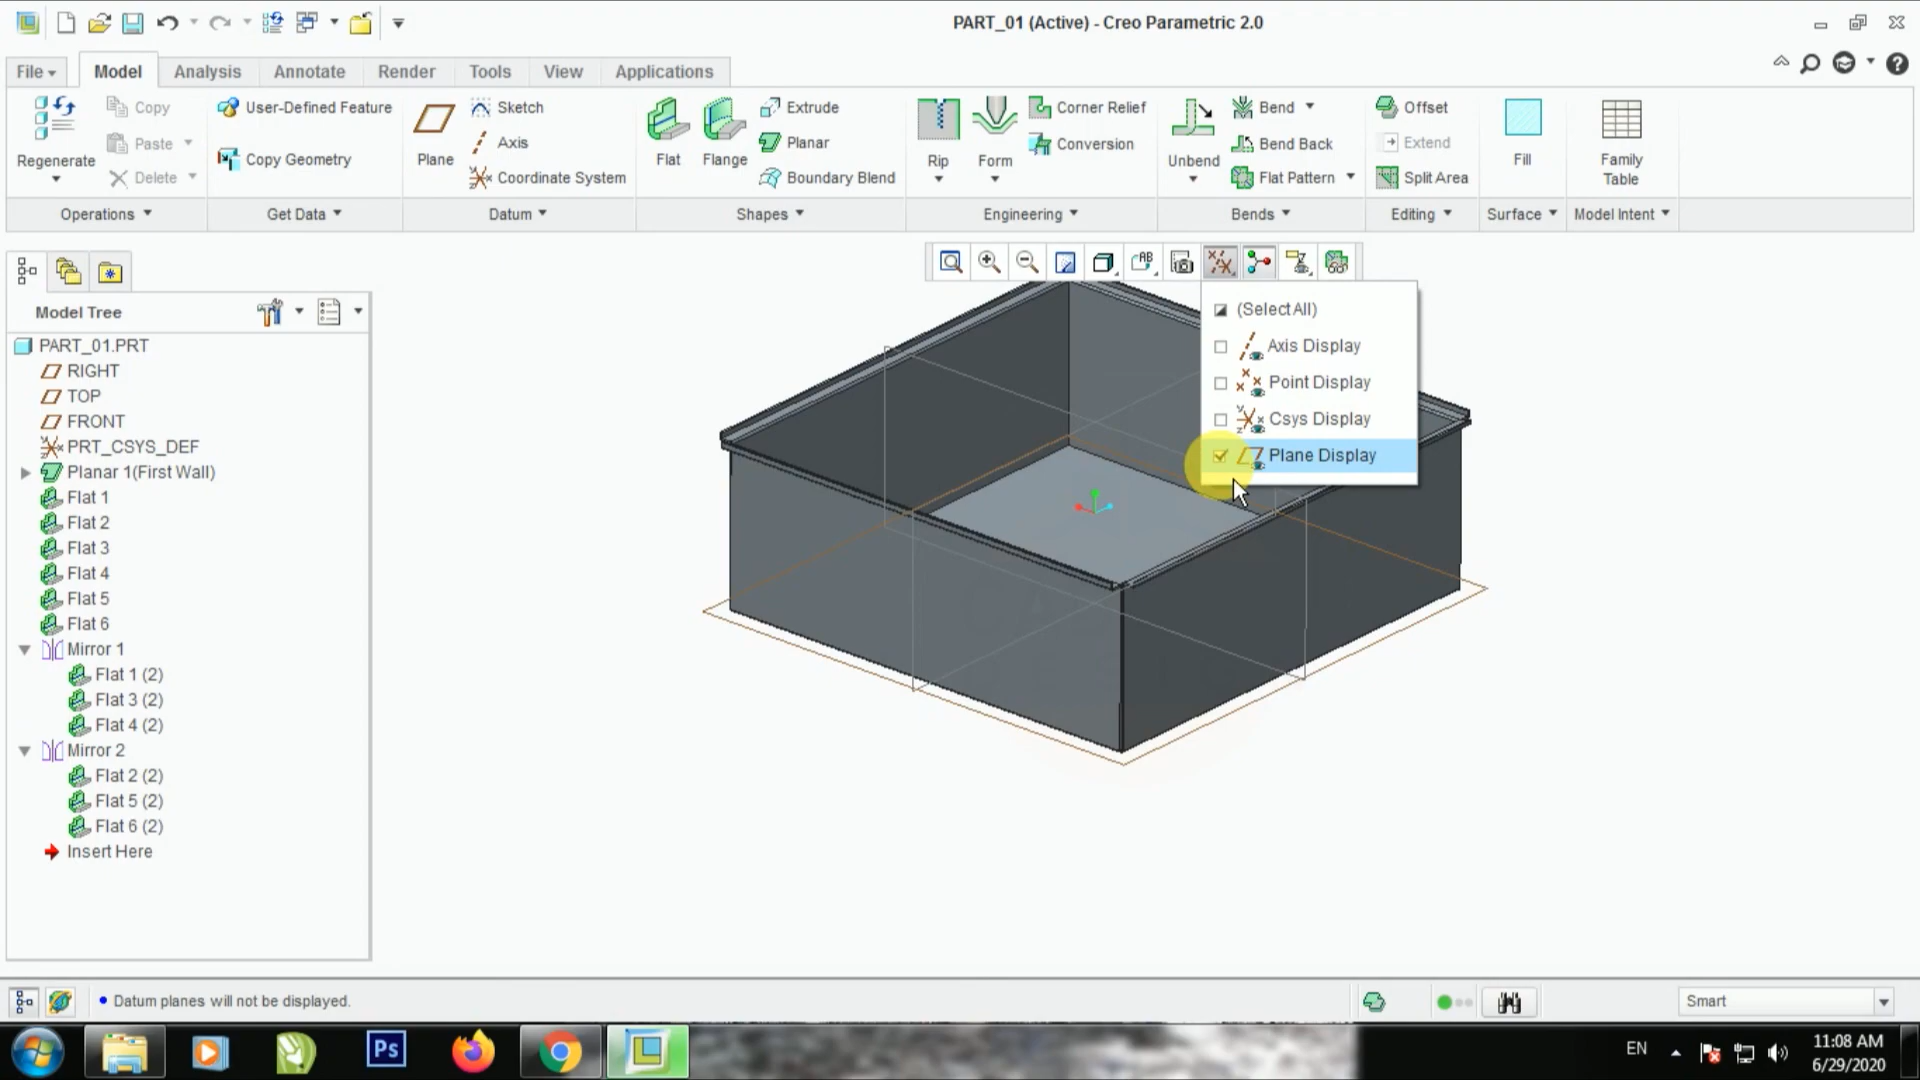 PART_01 (Active) - Creo Parametric 2.0
File Model Analysis Annotate Render Tools View Applications
Regenerate
Copy
Paste
Delete
Operations
User-Defined Feature
Copy Geometry
Get Data
Plane
Sketch
Axis
Coordinate System
Datum
Flat
Flange
Extrude
Planar
Boundary Blend
Shapes
Rip
Form
Corner Relief
Conversion
Engineering
Unbend
Bend
Bend Back
Flat Pattern
Bends
Offset
Extend
Split Area
Editing
Fill
Surface
Family
Table
Model Intent
AB
(Select All)
Axis Display
Point Display
Csys Display
Plane Display
Model Tree
PART_01.PRT
RIGHT
TOP
FRONT
PRT_CSYS_DEF
Planar 1(First Wall)
Flat 1
Flat 2
Flat 3
Flat 4
Flat 5
Flat 6
Mirror 1
Flat 1 (2)
Flat 3 (2)
Flat 4 (2)
Mirror 2
Flat 2 (2)
Flat 5 (2)
Flat 6 (2)
Insert Here
Datum planes will not be displayed.
Smart
Ps
EN
11:08 AM
6/29/2020